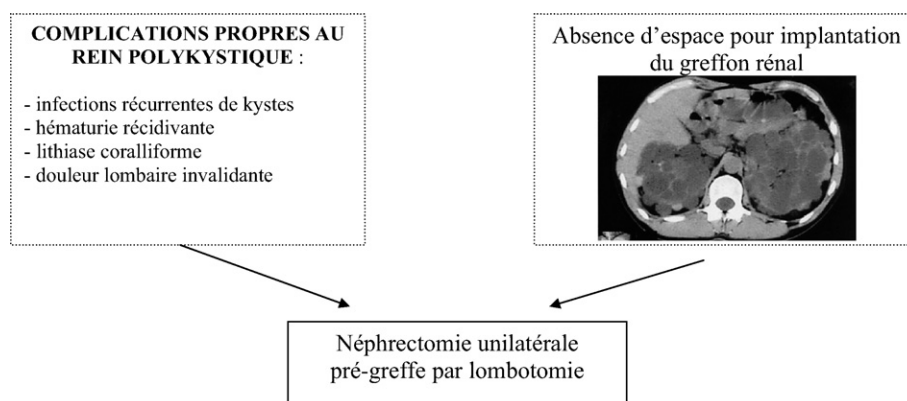 COMPLICATIONS PROPRES AU
REIN POLYKYSTIQUE :
- infections récurrentes de kystes
- hématurie récidivante
- lithiase coralliforme
- douleur lombaire invalidante
Absence d’espace pour implantation
du greffon rénal
Néphrectomie unilatérale
pré-greffe par lombotomie